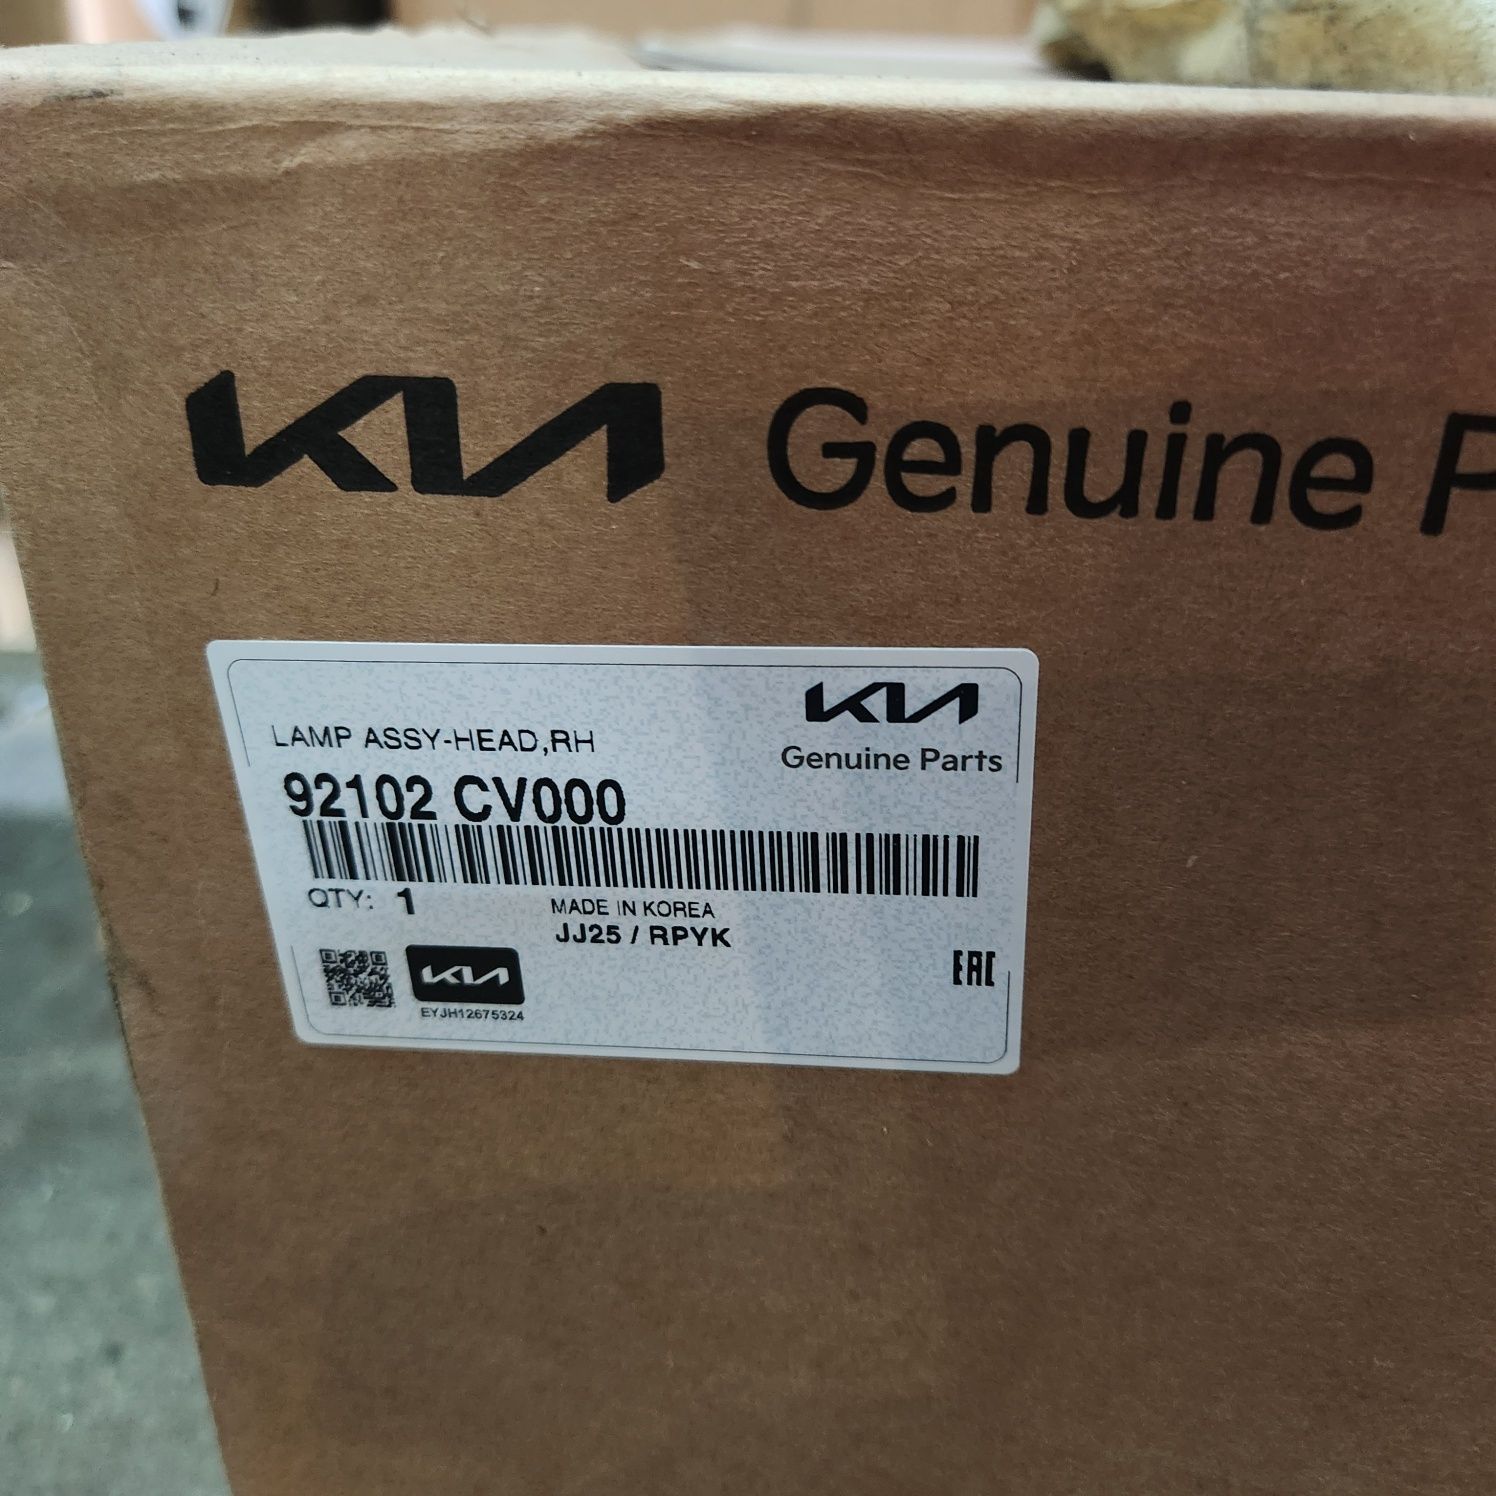 KIA Genuine P
KIA
Genuine Parts
LAMP ASSY-HEAD,RH
92102 CV000
QTY: 1
MADE IN KOREA
JJ25 / RPYK
KIA
EYJH12675324
EAC